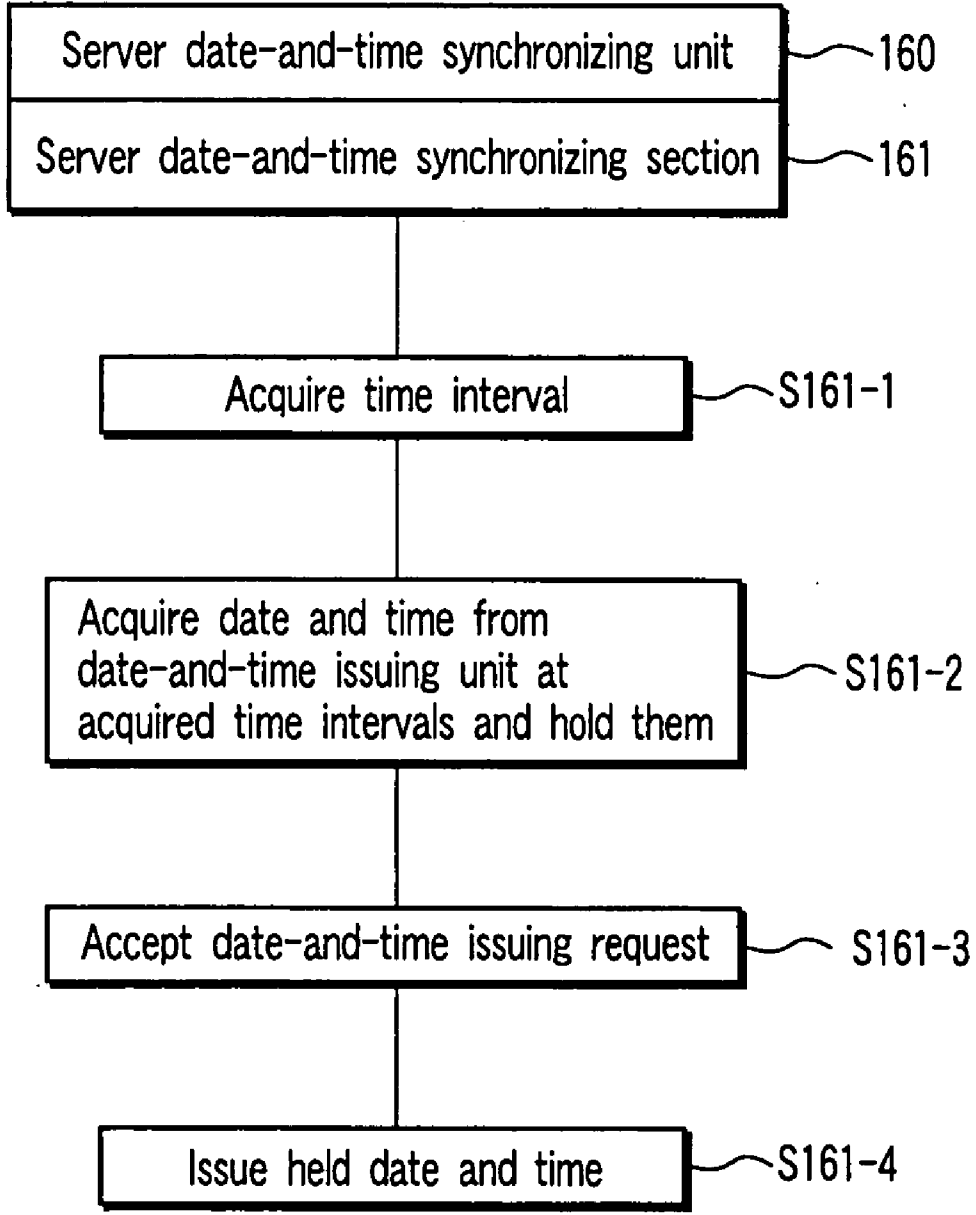 Server date-and-time synchronizing unit
160
Server date-and-time synchronizing section
161
Acquire time interval
S161-1
Acquire date and time from
date-and-time issuing unit at
acquired time intervals and hold them
S161-2
Accept date-and-time issuing request
S161-3
Issue held date and time
S161-4